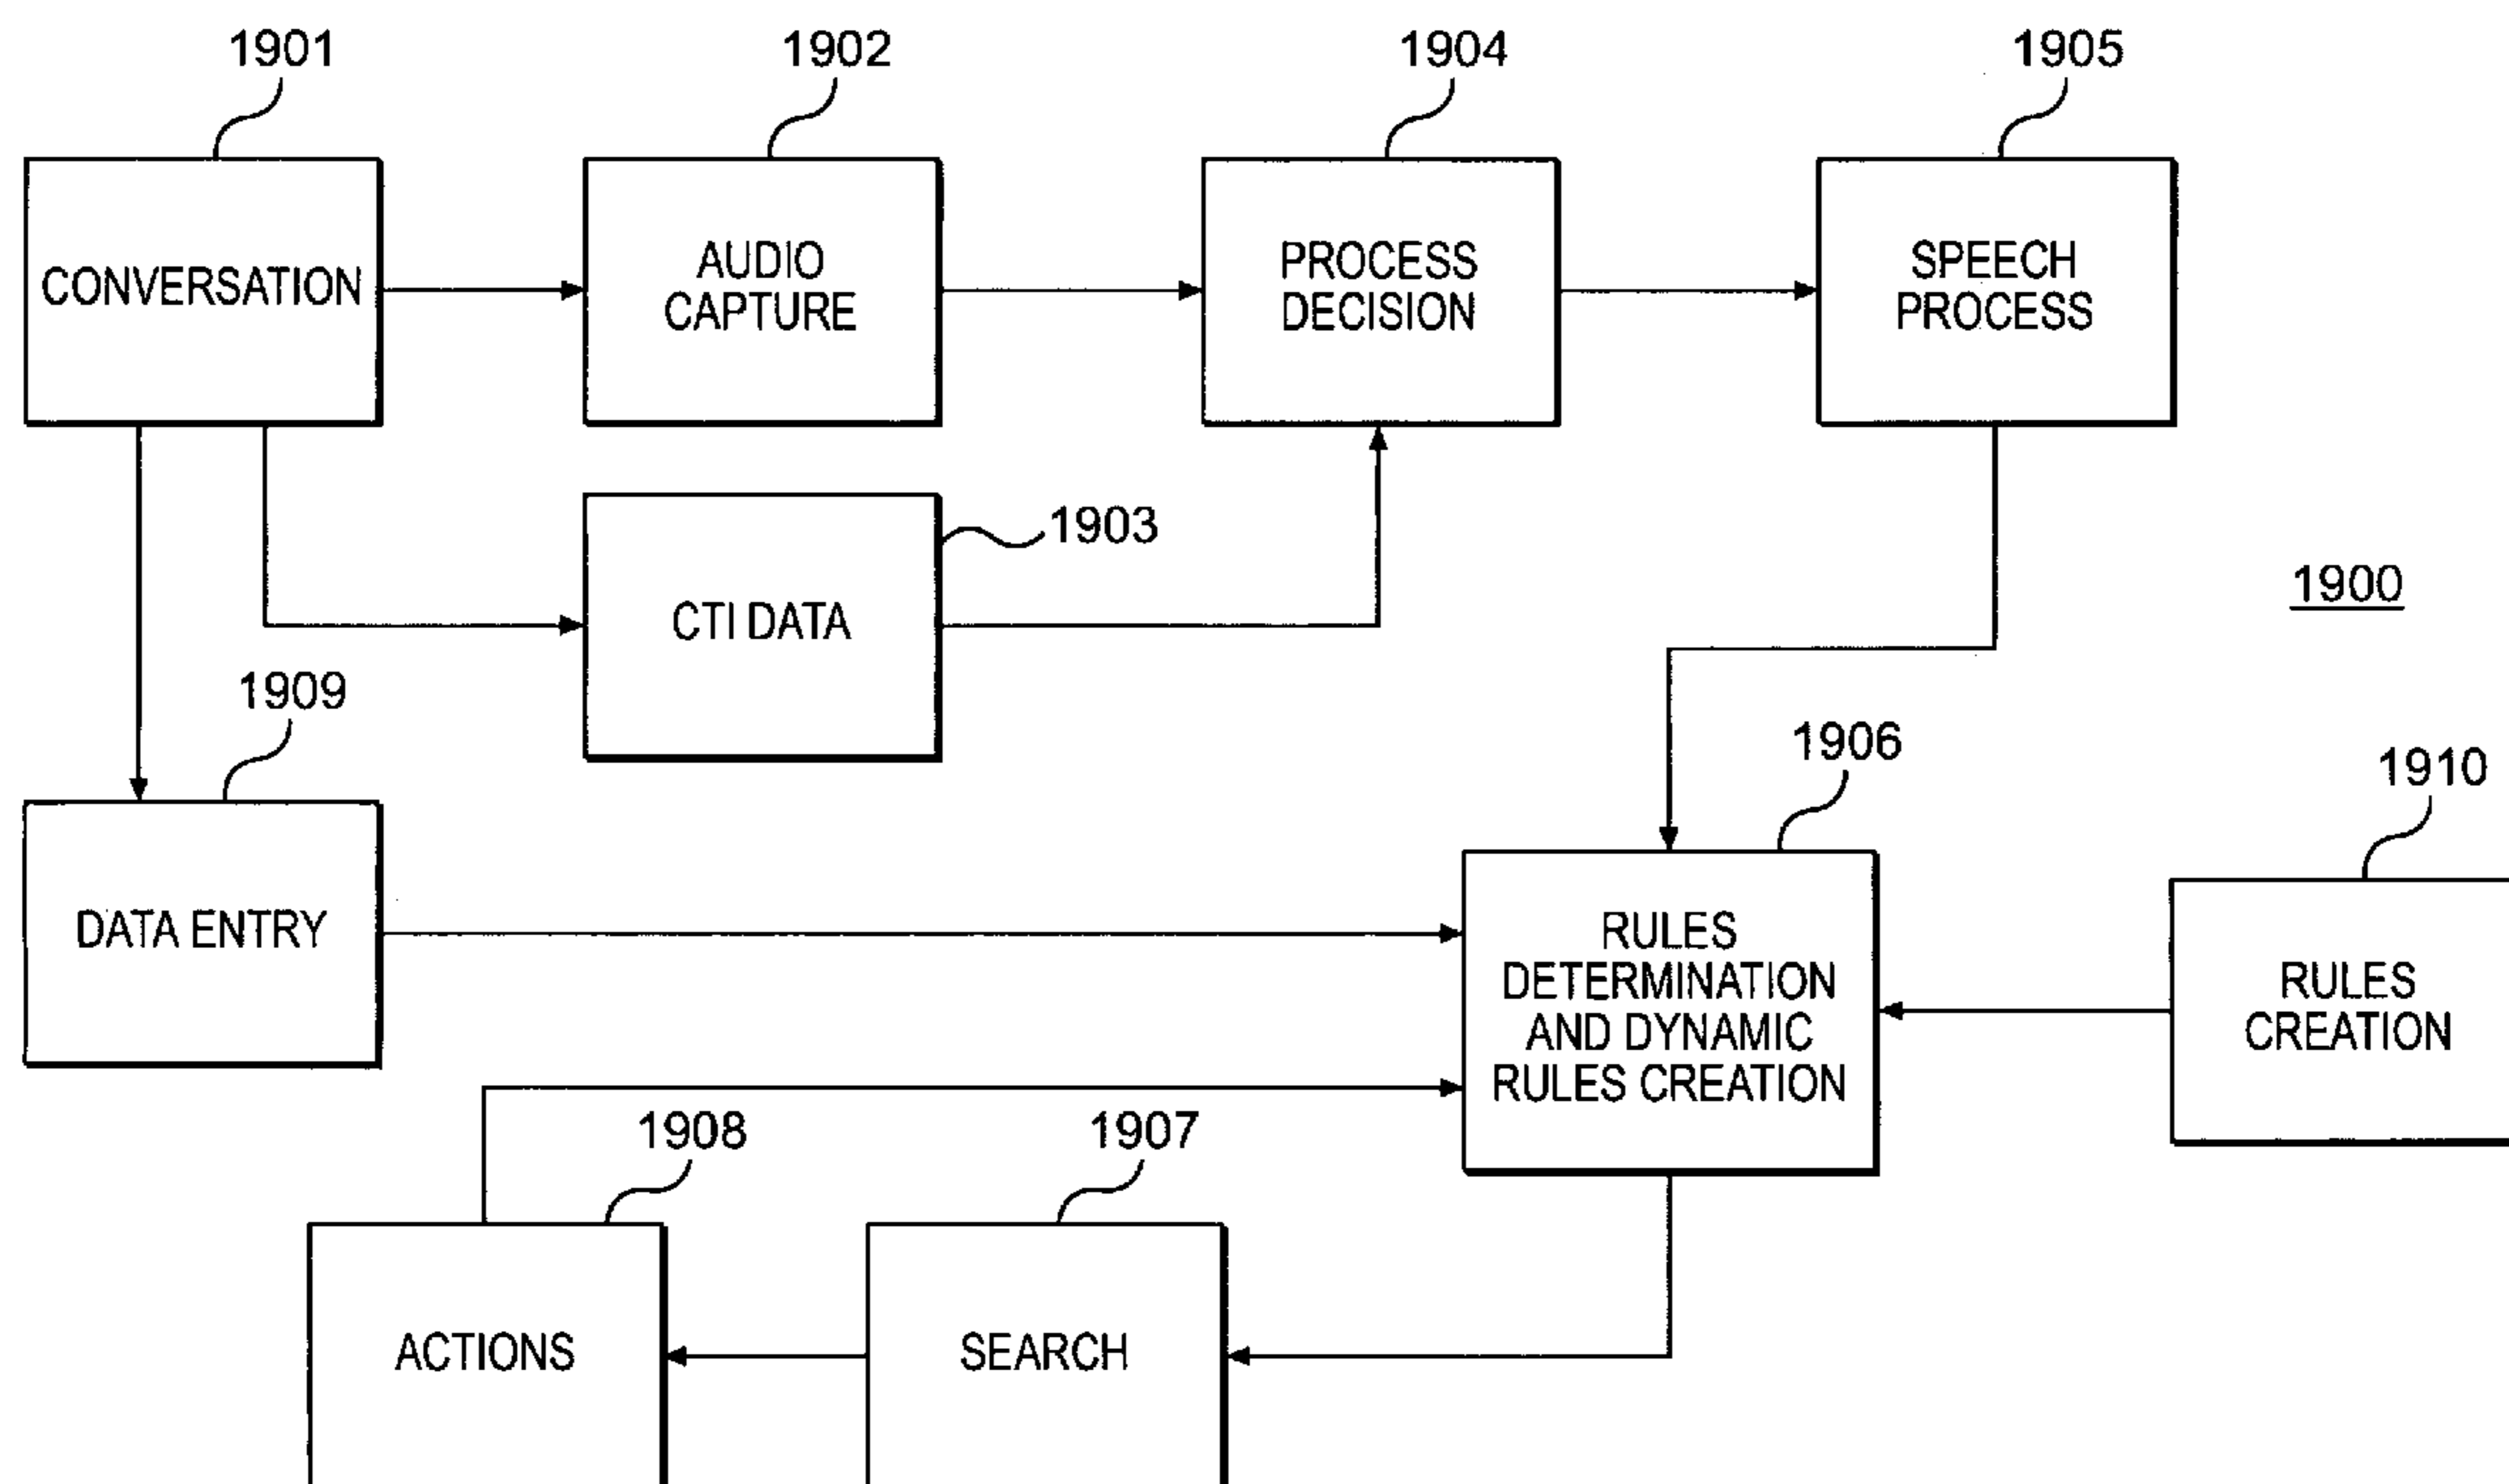 1901
1902
1904
1905
CONVERSATION
AUDIO
CAPTURE
PROCESS
DECISION
SPEECH
PROCESS
1903
CTI DATA
1900
1909
1906
1910
DATA ENTRY
RULES
DETERMINATION
AND DYNAMIC
RULES CREATION
RULES
CREATION
1908
1907
ACTIONS
SEARCH